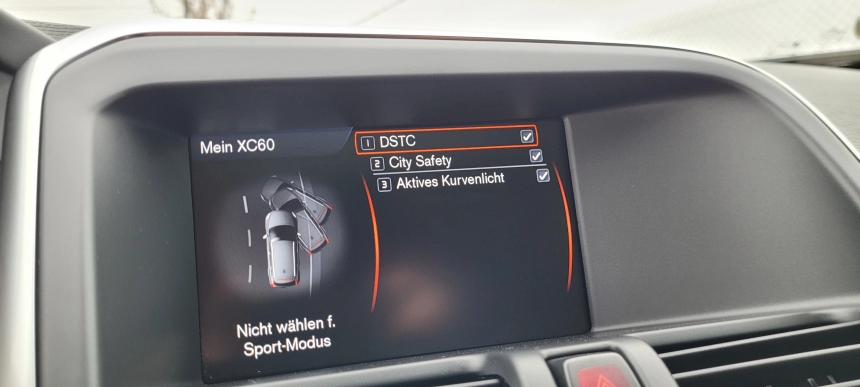 Mein XC60
1 DSTC
2 City Safety
3 Aktives Kurvenlicht
Nicht wählen f.
Sport-Modus